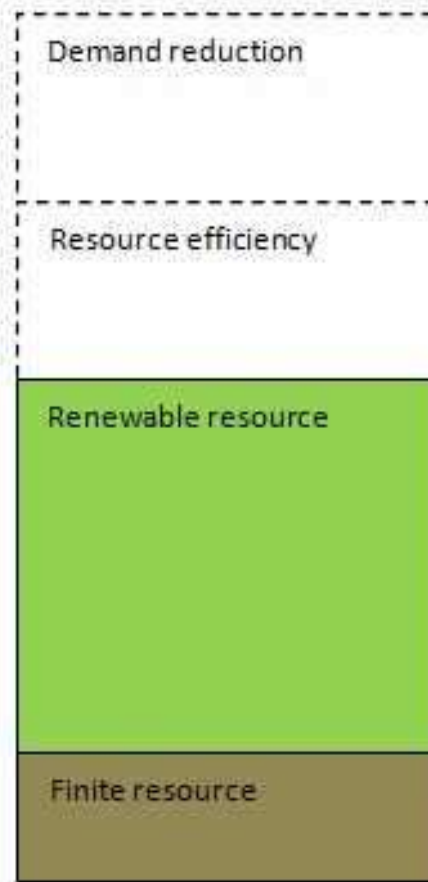 Demand reduction
Resource efficiency
Renewable resource
Finite resource